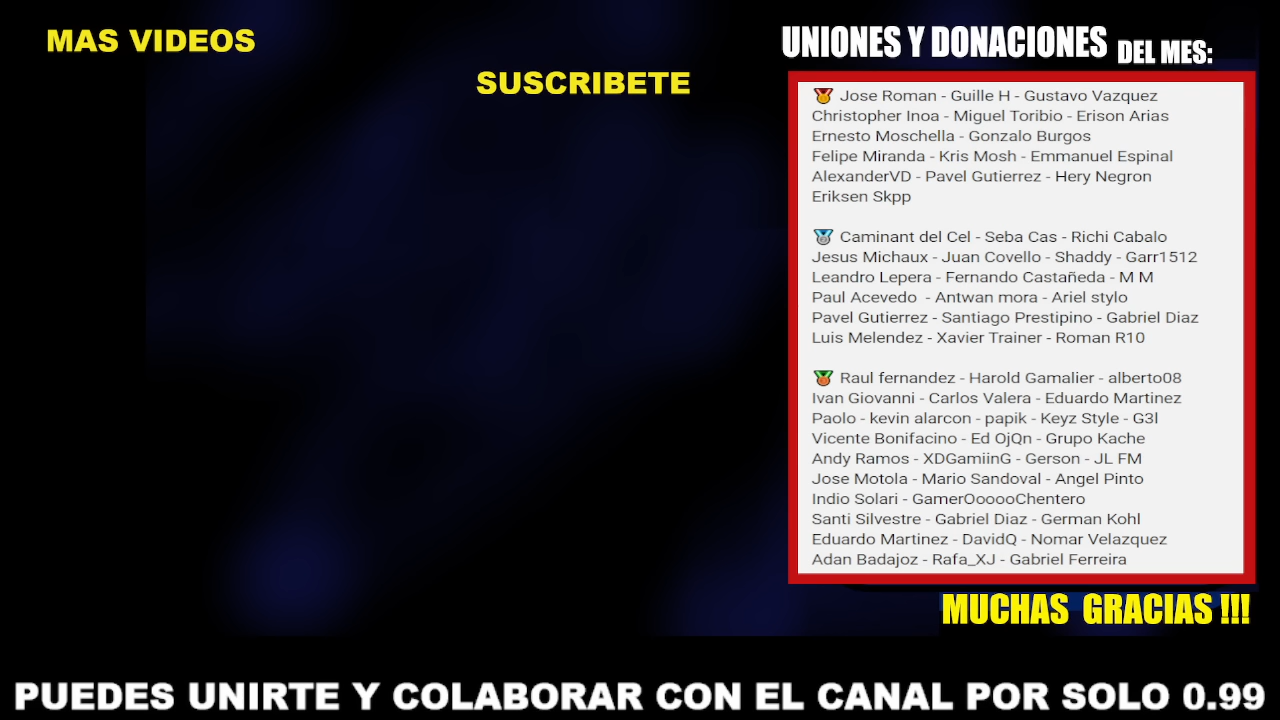 MAS VIDEOS
SUSCRIBETE
UNIONES Y DONACIONES DEL MES:
Jose Roman - Guille H - Gustavo Vazquez
Christopher Inoa - Miguel Toribio - Erison Arias
Ernesto Moschella - Gonzalo Burgos
Felipe Miranda - Kris Mosh - Emmanuel Espinal
AlexanderVD - Pavel Gutierrez - Hery Negron
Eriksen Skpp
Caminant del Cel - Seba Cas - Richi Cabalo
Jesus Michaux - Juan Covello - Shaddy - Garr1512
Leandro Lepera - Fernando Castañeda - M M
Paul Acevedo  - Antwan mora - Ariel stylo
Pavel Gutierrez - Santiago Prestipino - Gabriel Diaz
Luis Melendez - Xavier Trainer - Roman R10
Raul fernandez - Harold Gamalier - alberto08
Ivan Giovanni - Carlos Valera - Eduardo Martinez
Paolo - kevin alarcon - papik - Keyz Style - G3l
Vicente Bonifacino - Ed OjQn - Grupo Kache
Andy Ramos - XDGamiinG - Gerson - JL FM
Jose Motola - Mario Sandoval - Angel Pinto
Indio Solari - GamerOooooChentero
Santi Silvestre - Gabriel Diaz - German Kohl
Eduardo Martinez - DavidQ - Nomar Velazquez
Adan Badajoz - Rafa_XJ - Gabriel Ferreira
MUCHAS GRACIAS !!!
PUEDES UNIRTE Y COLABORAR CON EL CANAL POR SOLO 0.99